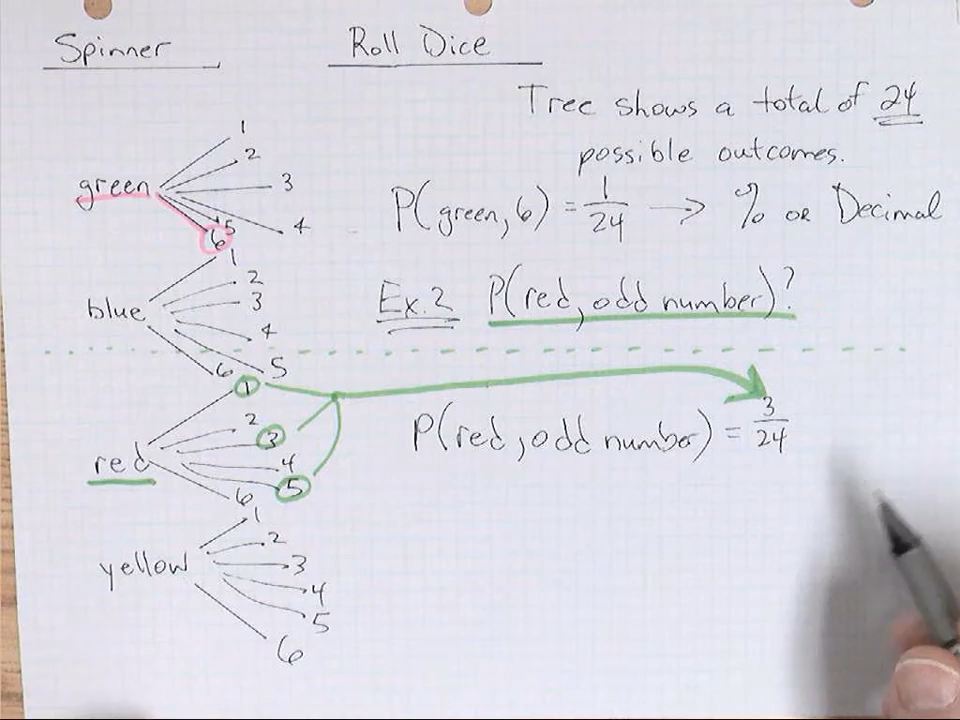 Spinner Roll Dice
Tree shows a total of 24
possible outcomes.
green 1 2 3 4 5 6
P(green, 6) = 1/24 → % OR Decimal
blue 1 2 3 4 5 6
Ex.2 P(red, odd number)?
red 1 2 3 4 5 6
P(red, odd number) = 3/24
yellow 1 2 3 4 5 6